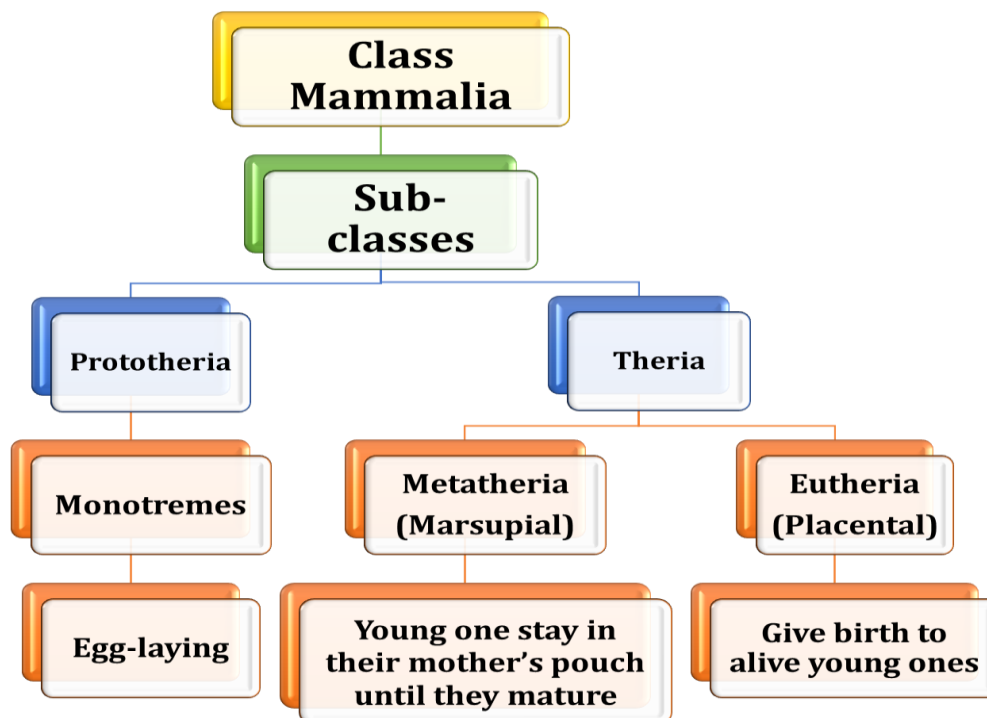 Class
Mammalia
Sub-
classes
Prototheria
Theria
Monotremes
Metatheria
(Marsupial)
Eutheria
(Placental)
Egg-laying
Young one stay in
their mother’s pouch
until they mature
Give birth to
alive young ones